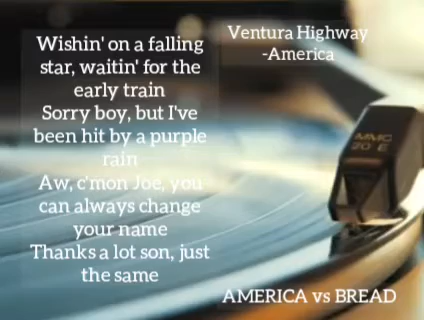 Wishin' on a falling
star, waitin' for the
early train
Sorry boy, but I've
been hit by a purple
rain
Aw, c'mon Joe, you
can always change
your name
Thanks a lot son, just
the same
Ventura Highway
-America
MMC
20 E
AMERICA vs BREAD